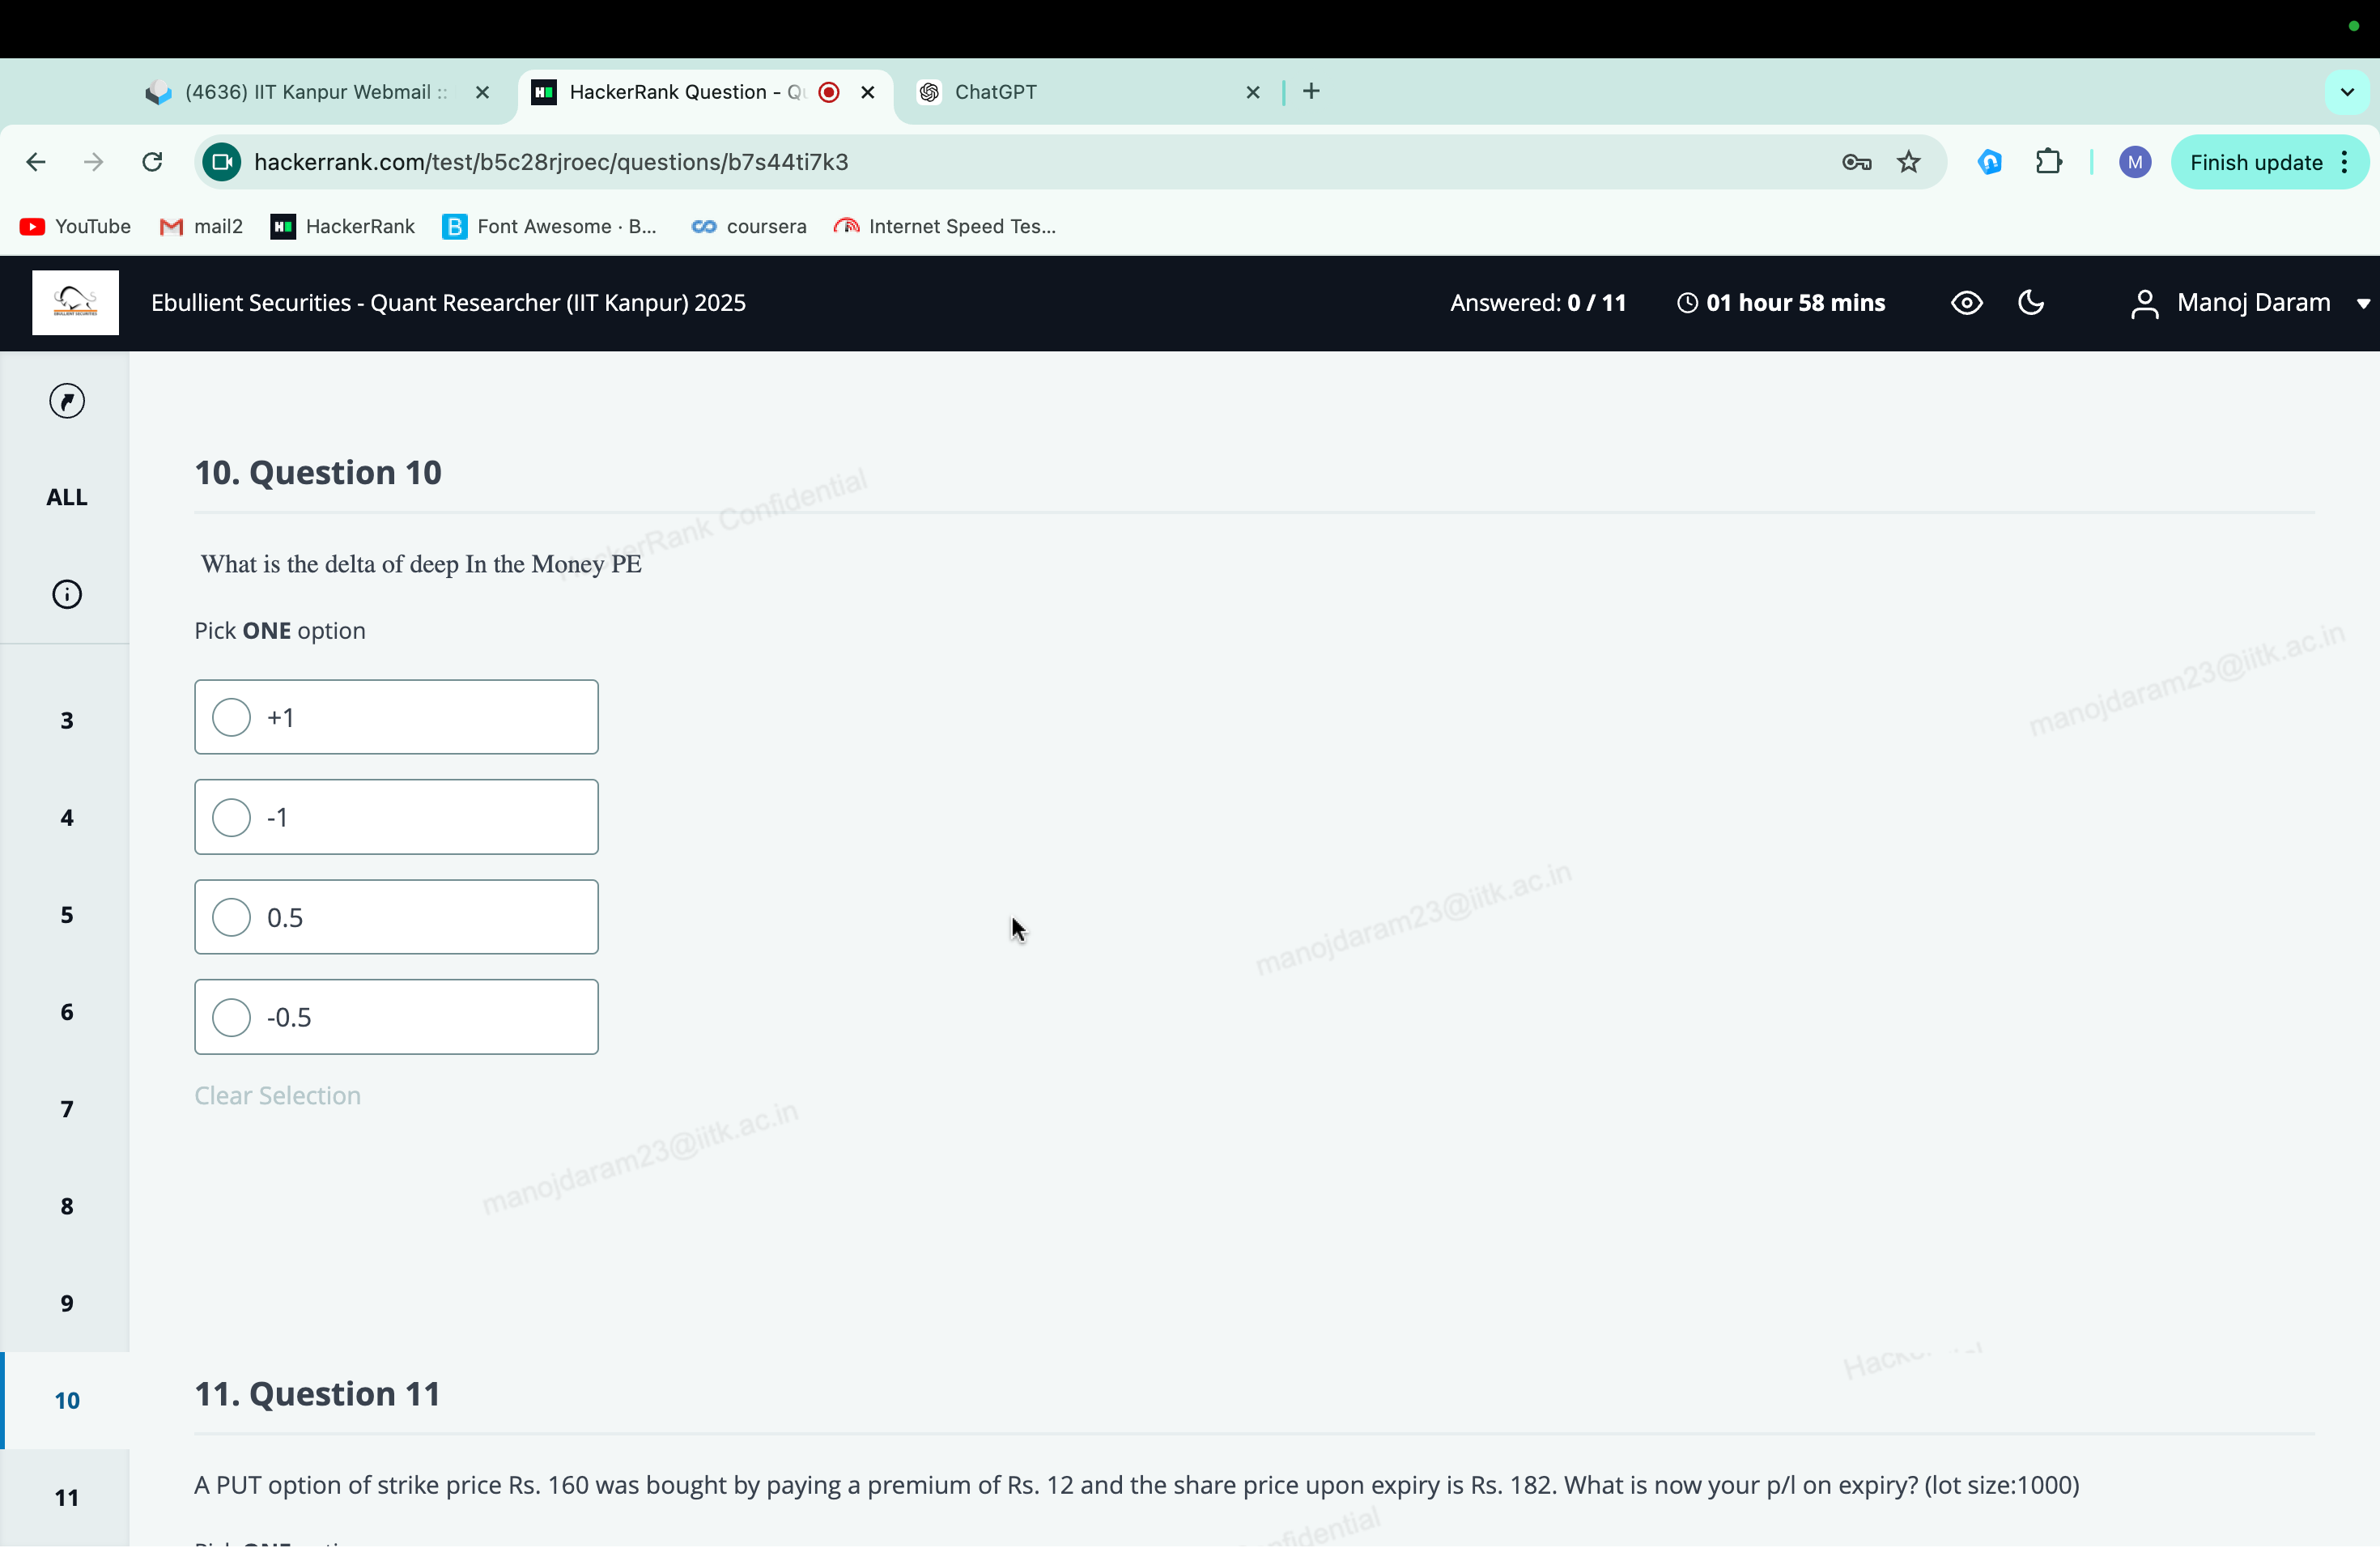 (4636) IIT Kanpur Webmail ::
HackerRank Question - Qu
ChatGPT
hackerrank.com/test/b5c28rjroec/questions/b7s44ti7k3
M
Finish update
YouTube
mail2
HackerRank
Font Awesome · B...
coursera
Internet Speed Tes...
Ebullient Securities - Quant Researcher (IIT Kanpur) 2025
Answered: 0 / 11
01 hour 58 mins
Manoj Daram
ALL
3
4
5
6
7
8
9
10
11
10. Question 10
HackerRank Confidential
What is the delta of deep In the Money PE
Pick ONE option
manojdaram23@iitk.ac.in
+1
-1
0.5
manojdaram23@iitk.ac.in
-0.5
Clear Selection
manojdaram23@iitk.ac.in
11. Question 11
A PUT option of strike price Rs. 160 was bought by paying a premium of Rs. 12 and the share price upon expiry is Rs. 182. What is now your p/l on expiry? (lot size:1000)